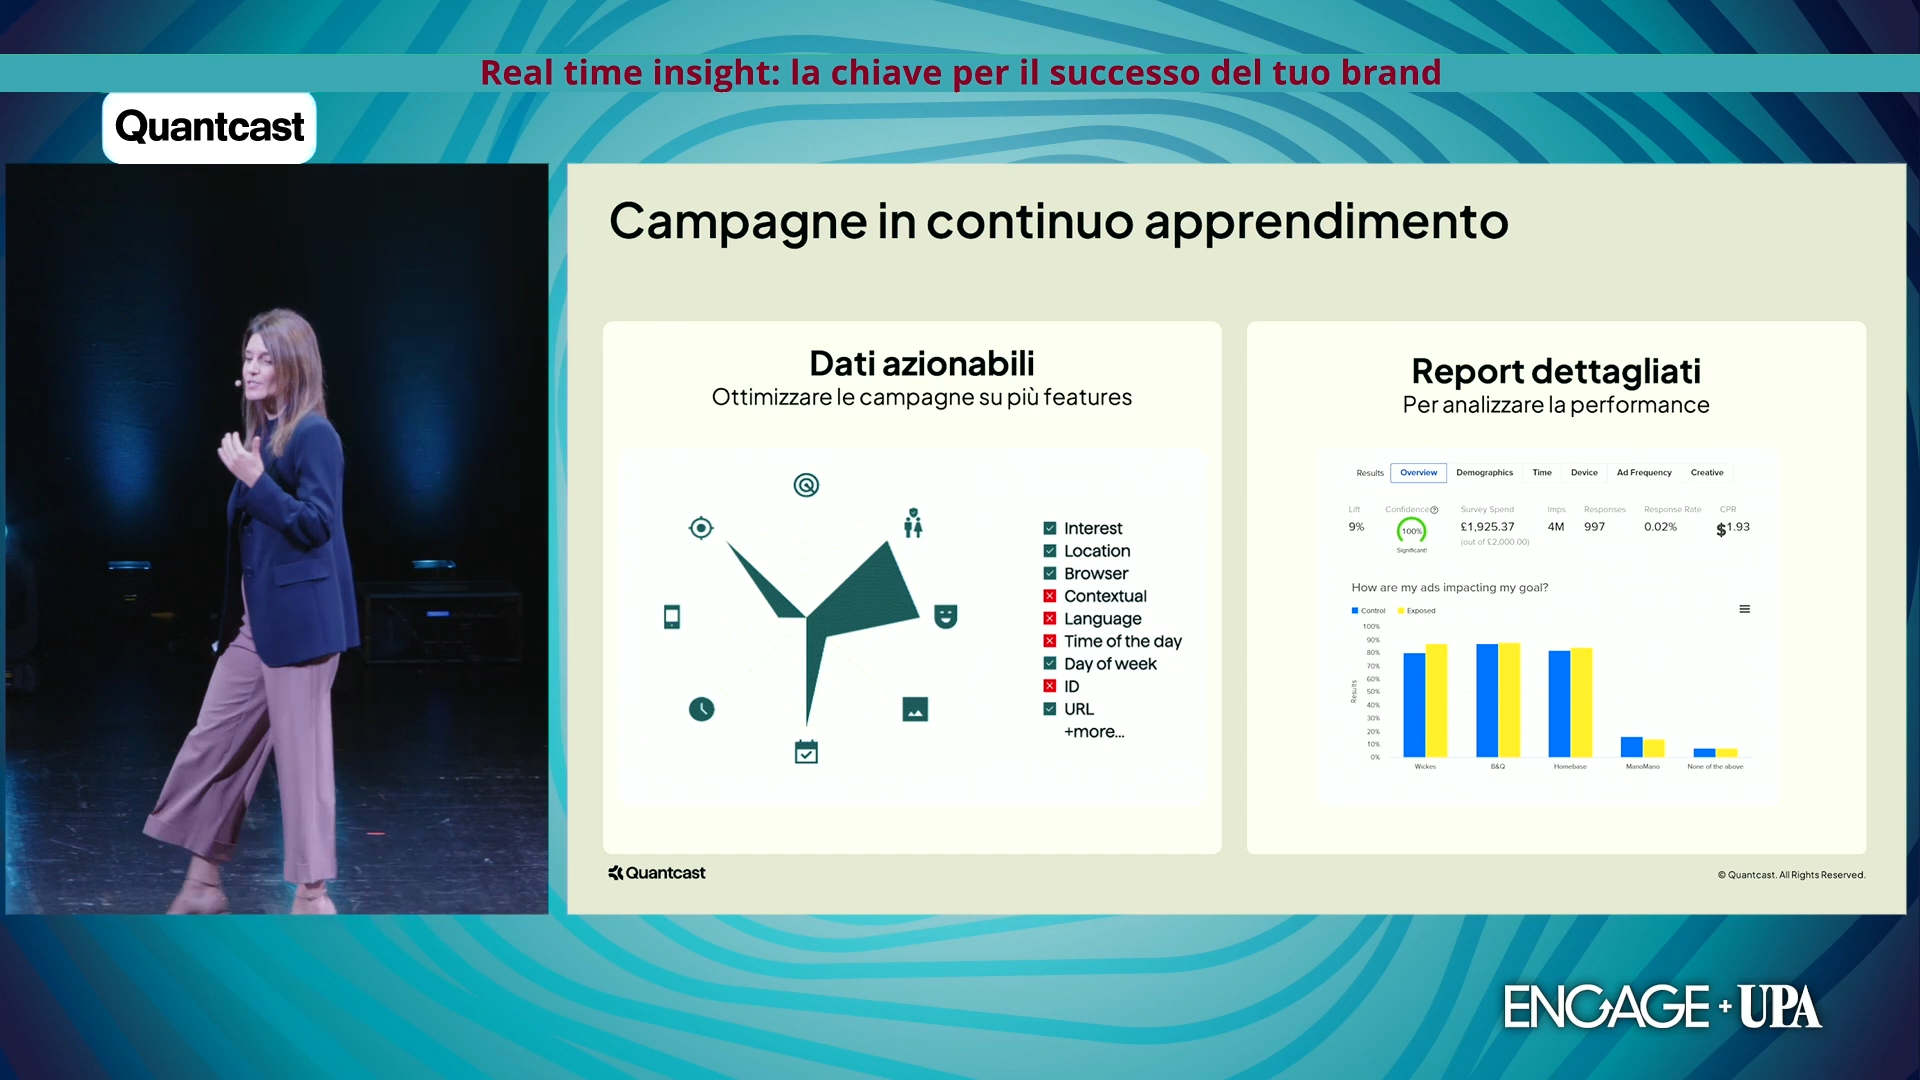 Real time insight: la chiave per il successo del tuo brand
Quantcast
Campagne in continuo apprendimento
Dati azionabili
Ottimizzare le campagne su più features
Interest
Location
Browser
Contextual
Language
Time of the day
Day of week
ID
URL
+more...
Report dettagliati
Per analizzare la performance
Results Overview Demographics Time Device Ad Frequency Creative
Lift Confidence Survey Spend Imps Responses Response Rate CPR
9% 100% £1,925.37 4M 997 0.02% $1.93
Significant! (out of £2,000.00)
How are my ads impacting my goal?
Control Exposed
100%
90%
80%
70%
60%
50%
40%
30%
20%
10%
0%
Results
Wickes B&Q Homebase ManoMano None of the above
Quantcast
© Quantcast. All Rights Reserved.
ENGAGE + UPA